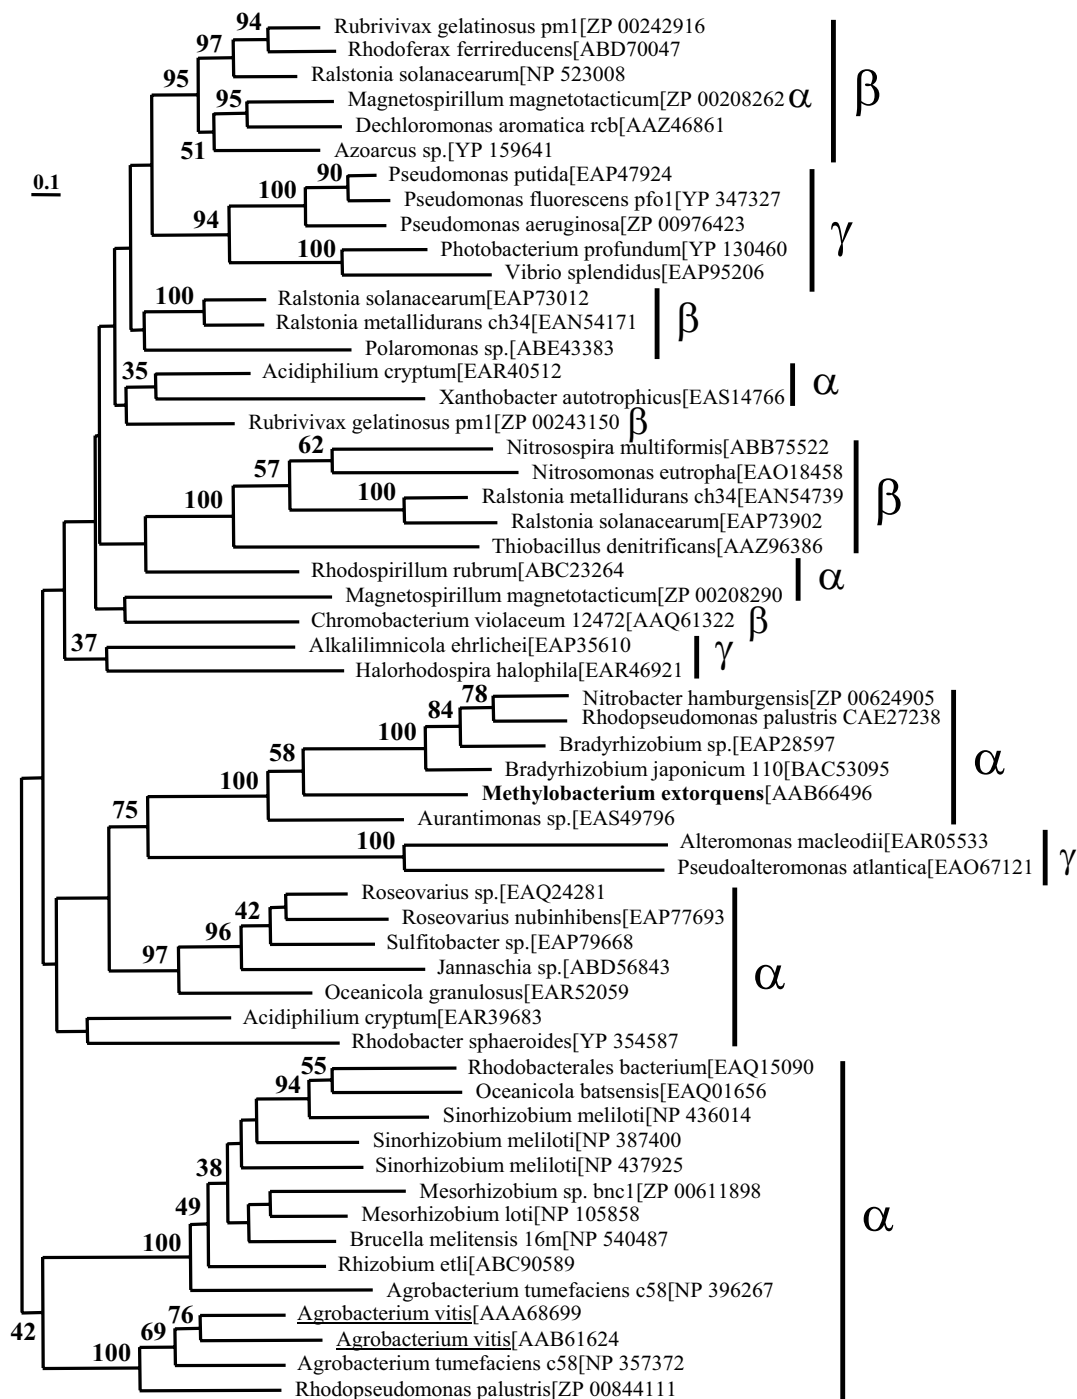 94
Rubrivivax gelatinosus pm1[ZP 00242916
97
Rhodoferax ferrireducens[ABD70047
95
Ralstonia solanacearum[NP 523008
95
Magnetospirillum magnetotacticum[ZP 00208262 α
β
Dechloromonas aromatica rcb[AAZ46861
51
Azoarcus sp.[YP 159641
0.1
90
Pseudomonas putida[EAP47924
100
Pseudomonas fluorescens pfo1[YP 347327
94
Pseudomonas aeruginosa[ZP 00976423
γ
100
Photobacterium profundum[YP 130460
Vibrio splendidus[EAP95206
100
Ralstonia solanacearum[EAP73012
Ralstonia metallidurans ch34[EAN54171
β
Polaromonas sp.[ABE43383
35
Acidiphilium cryptum[EAR40512
α
Xanthobacter autotrophicus[EAS14766
Rubrivivax gelatinosus pm1[ZP 00243150 β
62
Nitrosospira multiformis[ABB75522
57
Nitrosomonas eutropha[EAO18458
100
100
Ralstonia metallidurans ch34[EAN54739
β
Ralstonia solanacearum[EAP73902
Thiobacillus denitrificans[AAZ96386
Rhodospirillum rubrum[ABC23264
α
Magnetospirillum magnetotacticum[ZP 00208290
Chromobacterium violaceum 12472[AAQ61322 β
37
Alkalilimnicola ehrlichei[EAP35610
γ
Halorhodospira halophila[EAR46921
78
Nitrobacter hamburgensis[ZP 00624905
84
Rhodopseudomonas palustris CAE27238
100
Bradyrhizobium sp.[EAP28597
58
Bradyrhizobium japonicum 110[BAC53095
α
100
Methylobacterium extorquens[AAB66496
75
Aurantimonas sp.[EAS49796
100
Alteromonas macleodii[EAR05533
γ
Pseudoalteromonas atlantica[EAO67121
Roseovarius sp.[EAQ24281
42
Roseovarius nubinhibens[EAP77693
96
Sulfitobacter sp.[EAP79668
97
Jannaschia sp.[ABD56843
α
Oceanicola granulosus[EAR52059
Acidiphilium cryptum[EAR39683
Rhodobacter sphaeroides[YP 354587
55
Rhodobacterales bacterium[EAQ15090
94
Oceanicola batsensis[EAQ01656
Sinorhizobium meliloti[NP 436014
Sinorhizobium meliloti[NP 387400
38
Sinorhizobium meliloti[NP 437925
Mesorhizobium sp. bnc1[ZP 00611898
49
Mesorhizobium loti[NP 105858
α
100
Brucella melitensis 16m[NP 540487
Rhizobium etli[ABC90589
Agrobacterium tumefaciens c58[NP 396267
76
Agrobacterium vitis[AAA68699
42
69
Agrobacterium vitis[AAB61624
100
Agrobacterium tumefaciens c58[NP 357372
Rhodopseudomonas palustris[ZP 00844111